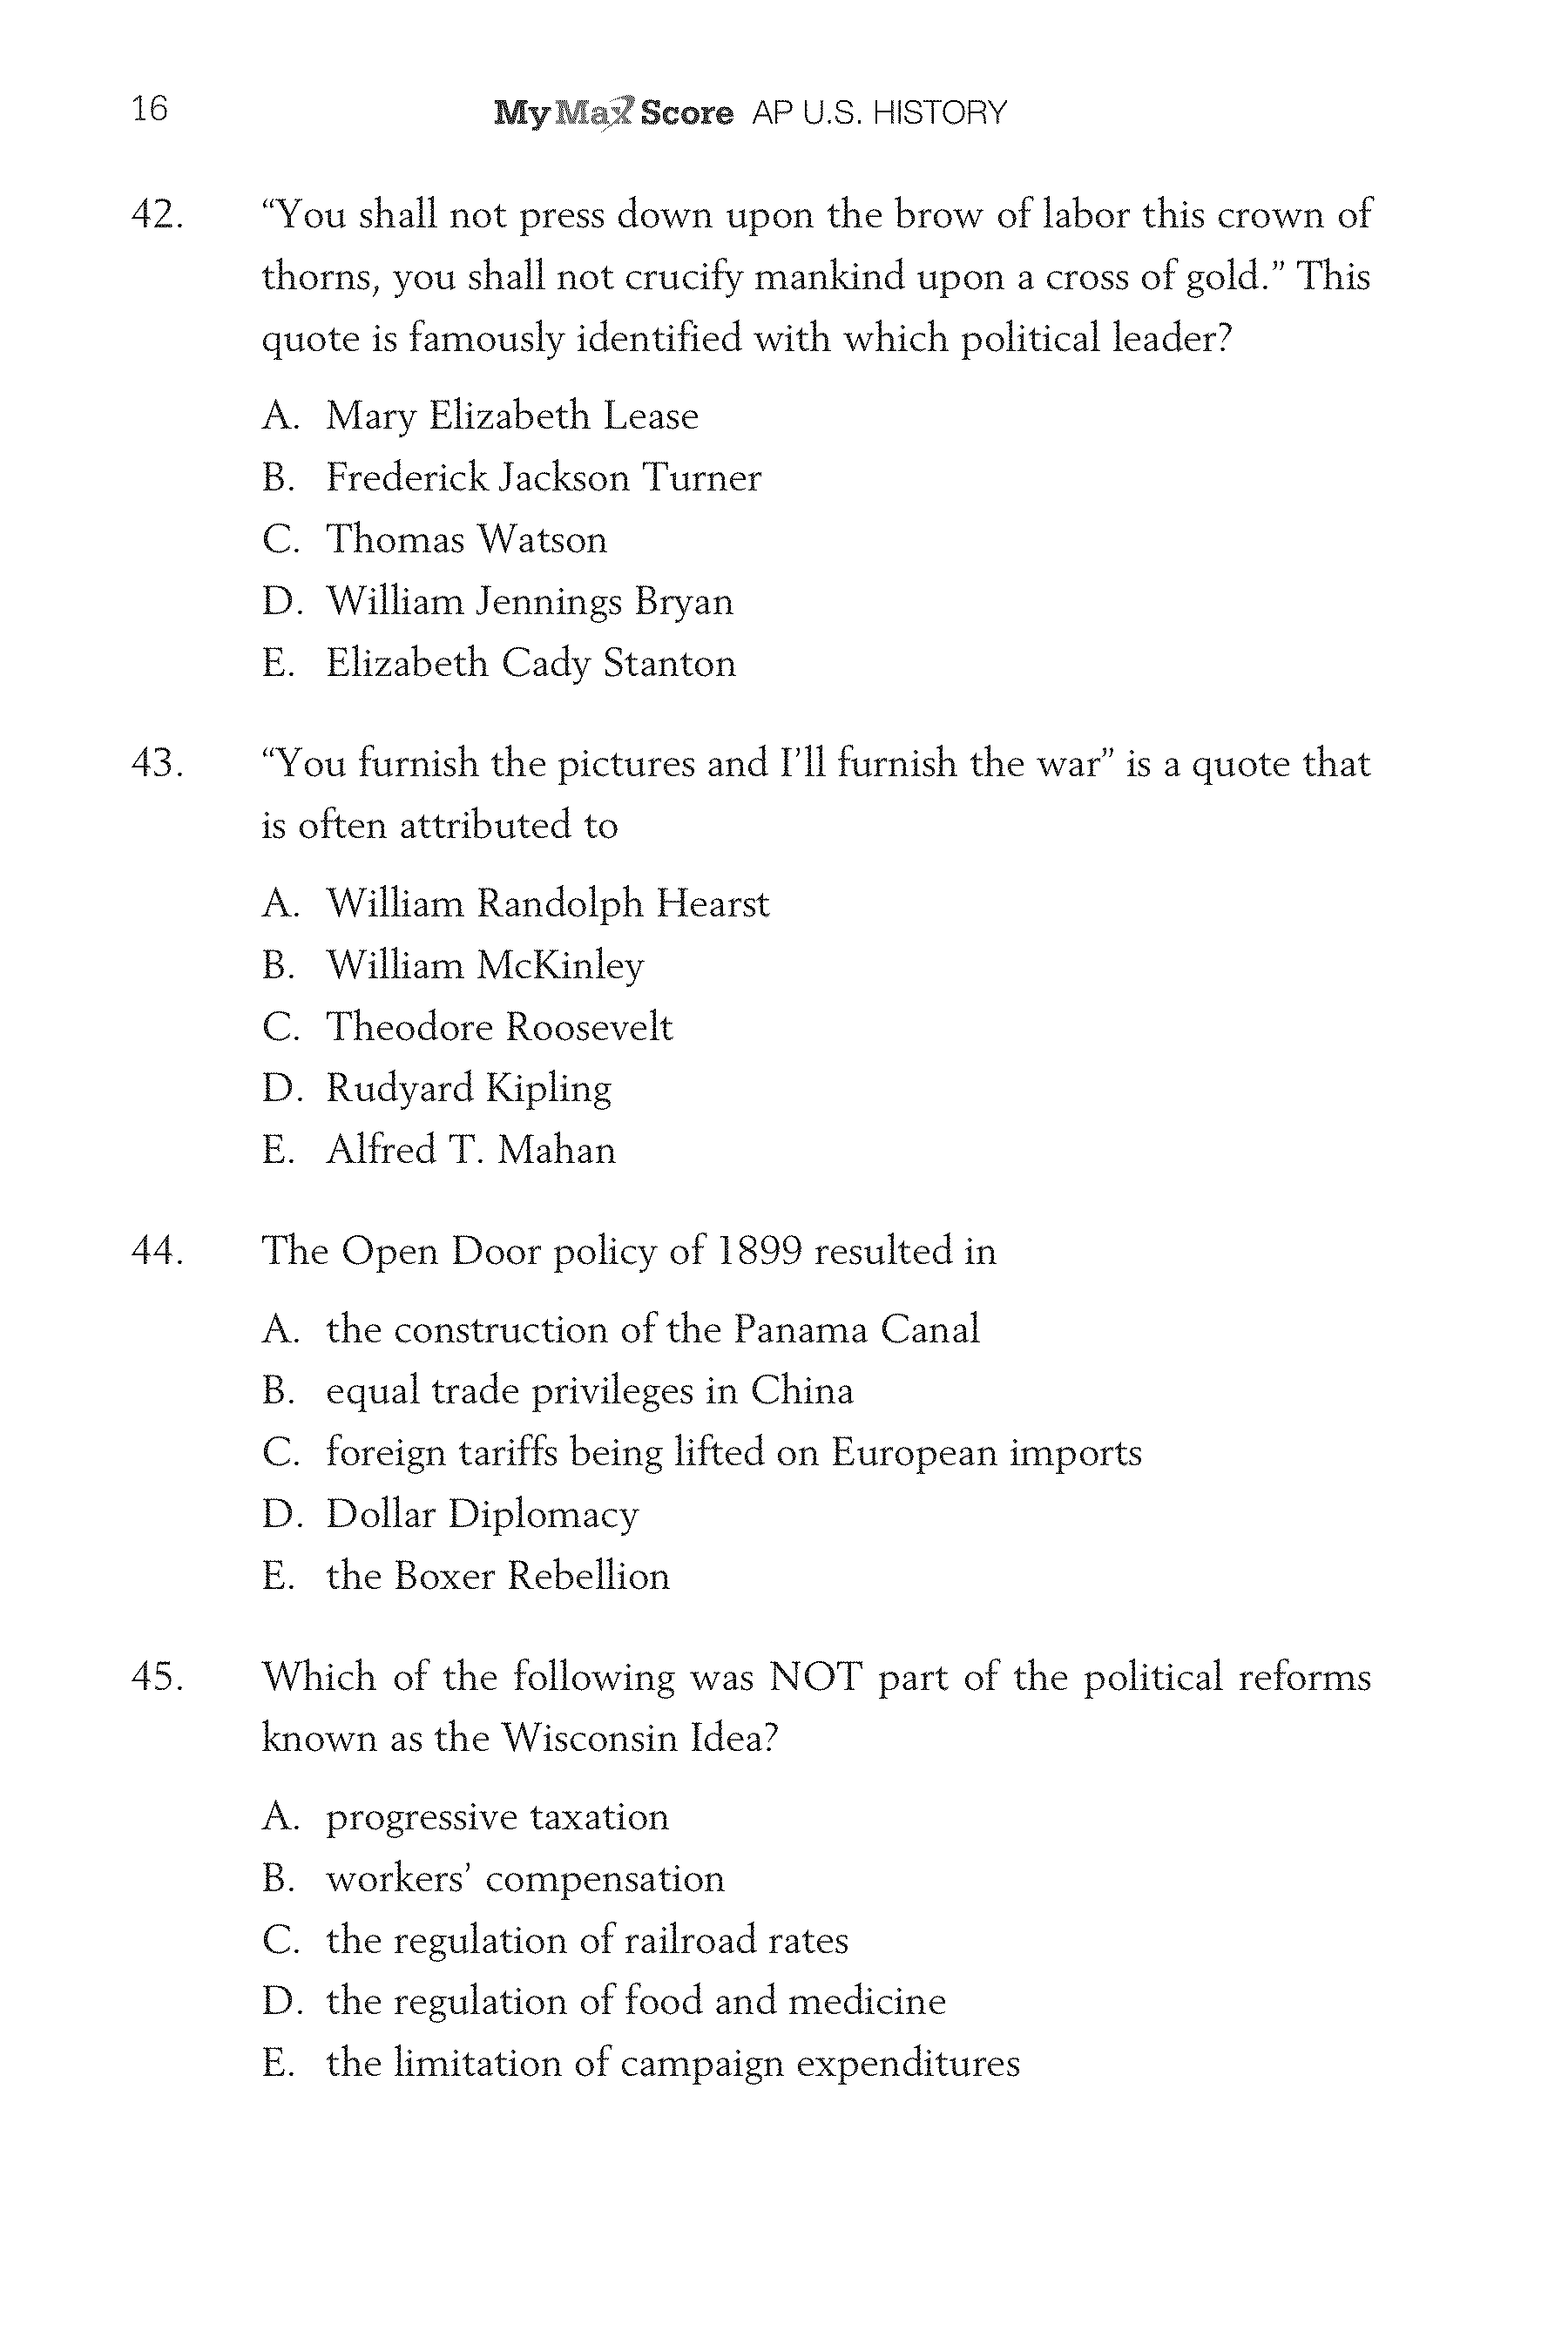 16 MyMaxScore AP U.S. HISTORY
42. “You shall not press down upon the brow of labor this crown of
thorns, you shall not crucify mankind upon a cross of gold.” This
quote is famously identified with which political leader?
A. Mary Elizabeth Lease
B. Frederick Jackson Turner
C. Thomas Watson
D. William Jennings Bryan
E. Elizabeth Cady Stanton
43. “You furnish the pictures and I’ll furnish the war” is a quote that
is often attributed to
A. William Randolph Hearst
B. William McKinley
C. Theodore Roosevelt
D. Rudyard Kipling
E. Alfred T. Mahan
44. The Open Door policy of 1899 resulted in
A. the construction of the Panama Canal
B. equal trade privileges in China
C. foreign tariffs being lifted on European imports
D. Dollar Diplomacy
E. the Boxer Rebellion
45. Which of the following was NOT part of the political reforms
known as the Wisconsin Idea?
A. progressive taxation
B. workers’ compensation
C. the regulation of railroad rates
D. the regulation of food and medicine
E. the limitation of campaign expenditures